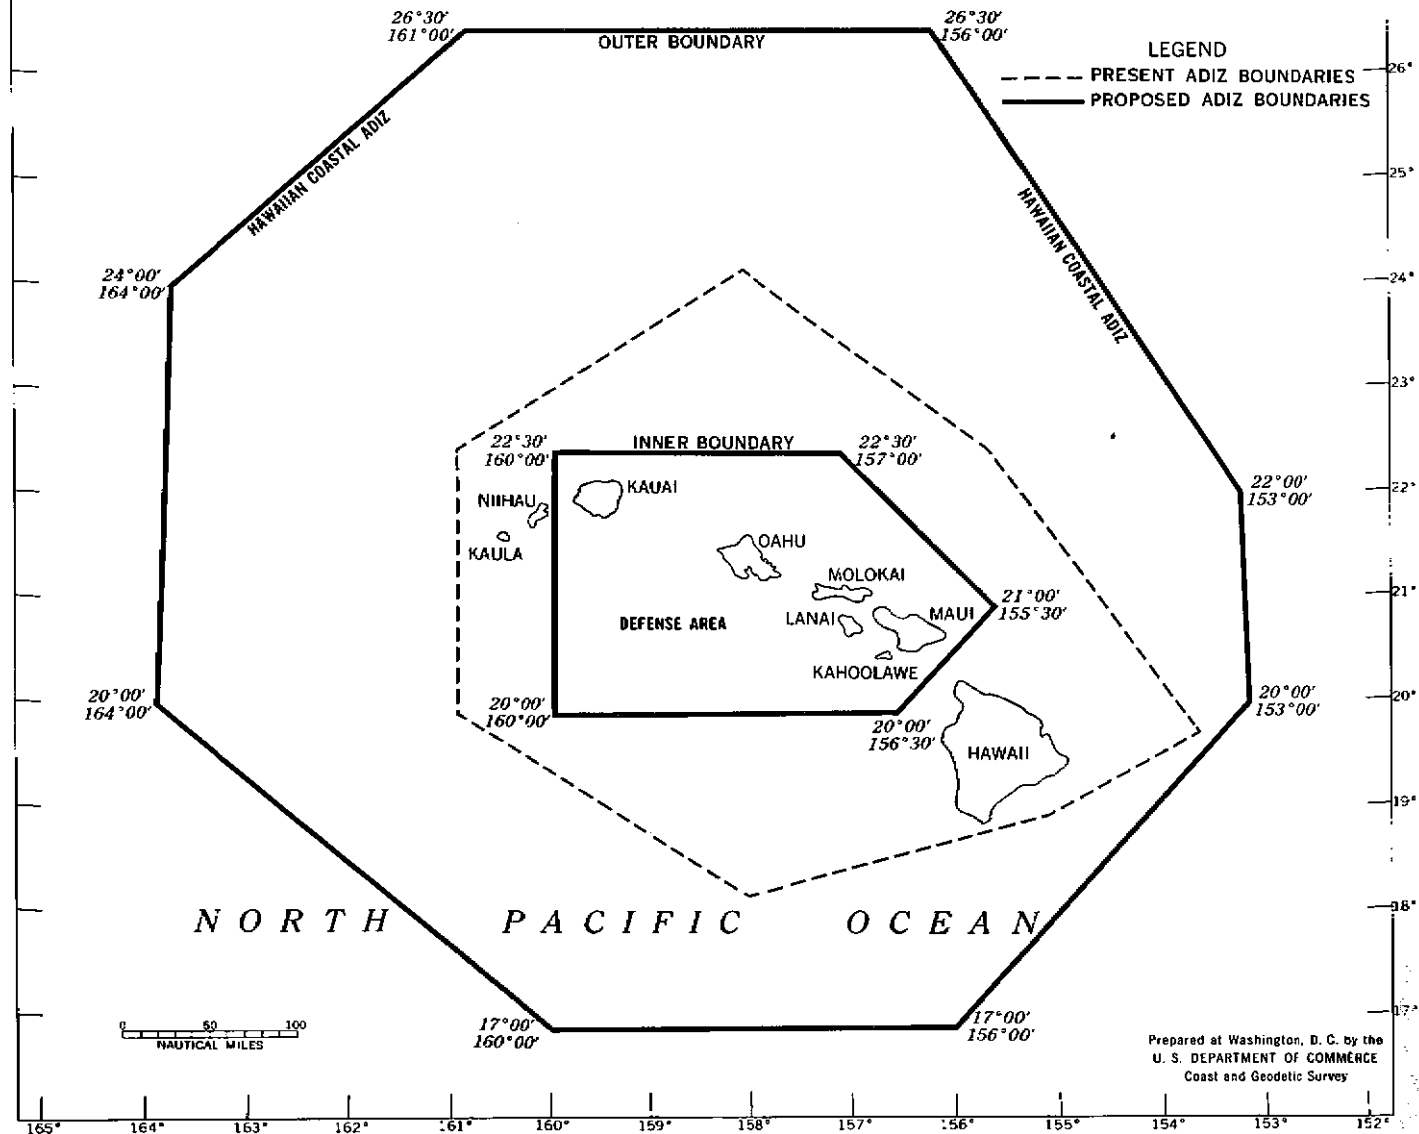 26°30'
161°00'
OUTER BOUNDARY
26°30'
156°00'
LEGEND
PRESENT ADIZ BOUNDARIES
PROPOSED ADIZ BOUNDARIES
26°
25°
24°
23°
22°
21°
20°
19°
18°
17°
HAWAIIAN COASTAL ADIZ
HAWAIIAN COASTAL ADIZ
24°00'
164°00'
22°30'
160°00'
INNER BOUNDARY
22°30'
157°00'
22°00'
153°00'
NIIHAU
KAUAI
KAULA
OAHU
MOLOKAI
LANAI
MAUI
KAHOOLAWE
DEFENSE AREA
21°00'
155°30'
20°00'
164°00'
20°00'
160°00'
20°00'
156°30'
HAWAII
20°00'
153°00'
NORTH PACIFIC OCEAN
17°00'
160°00'
17°00'
156°00'
0 50 100
NAUTICAL MILES
Prepared at Washington, D. C. by the
U. S. DEPARTMENT OF COMMERCE
Coast and Geodetic Survey
165° 164° 163° 162° 161° 160° 159° 158° 157° 156° 155° 154° 153° 152°